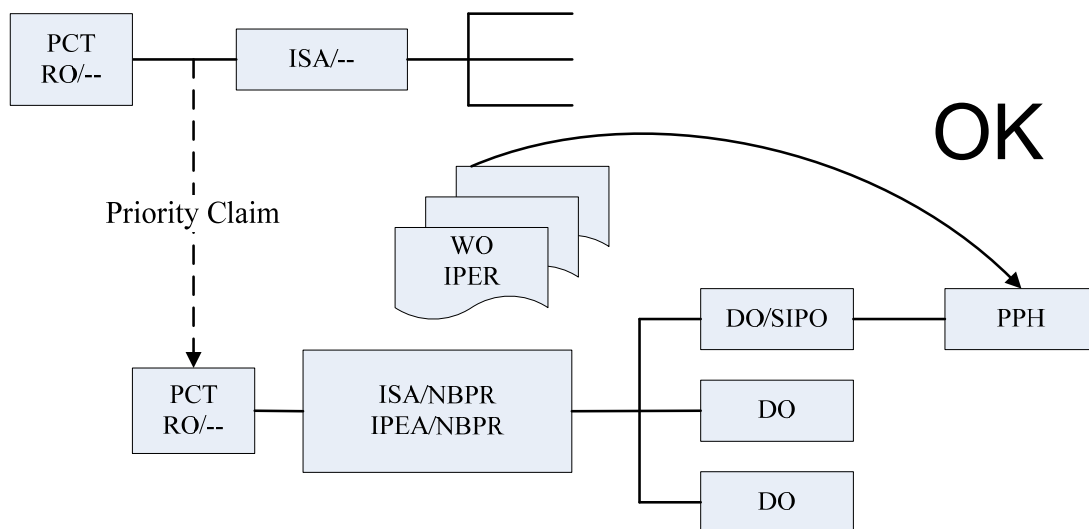 PCT
RO/--
ISA/--
OK
Priority Claim
WO
IPER
DO/SIPO
PPH
PCT
RO/--
ISA/NBPR
IPEA/NBPR
DO
DO